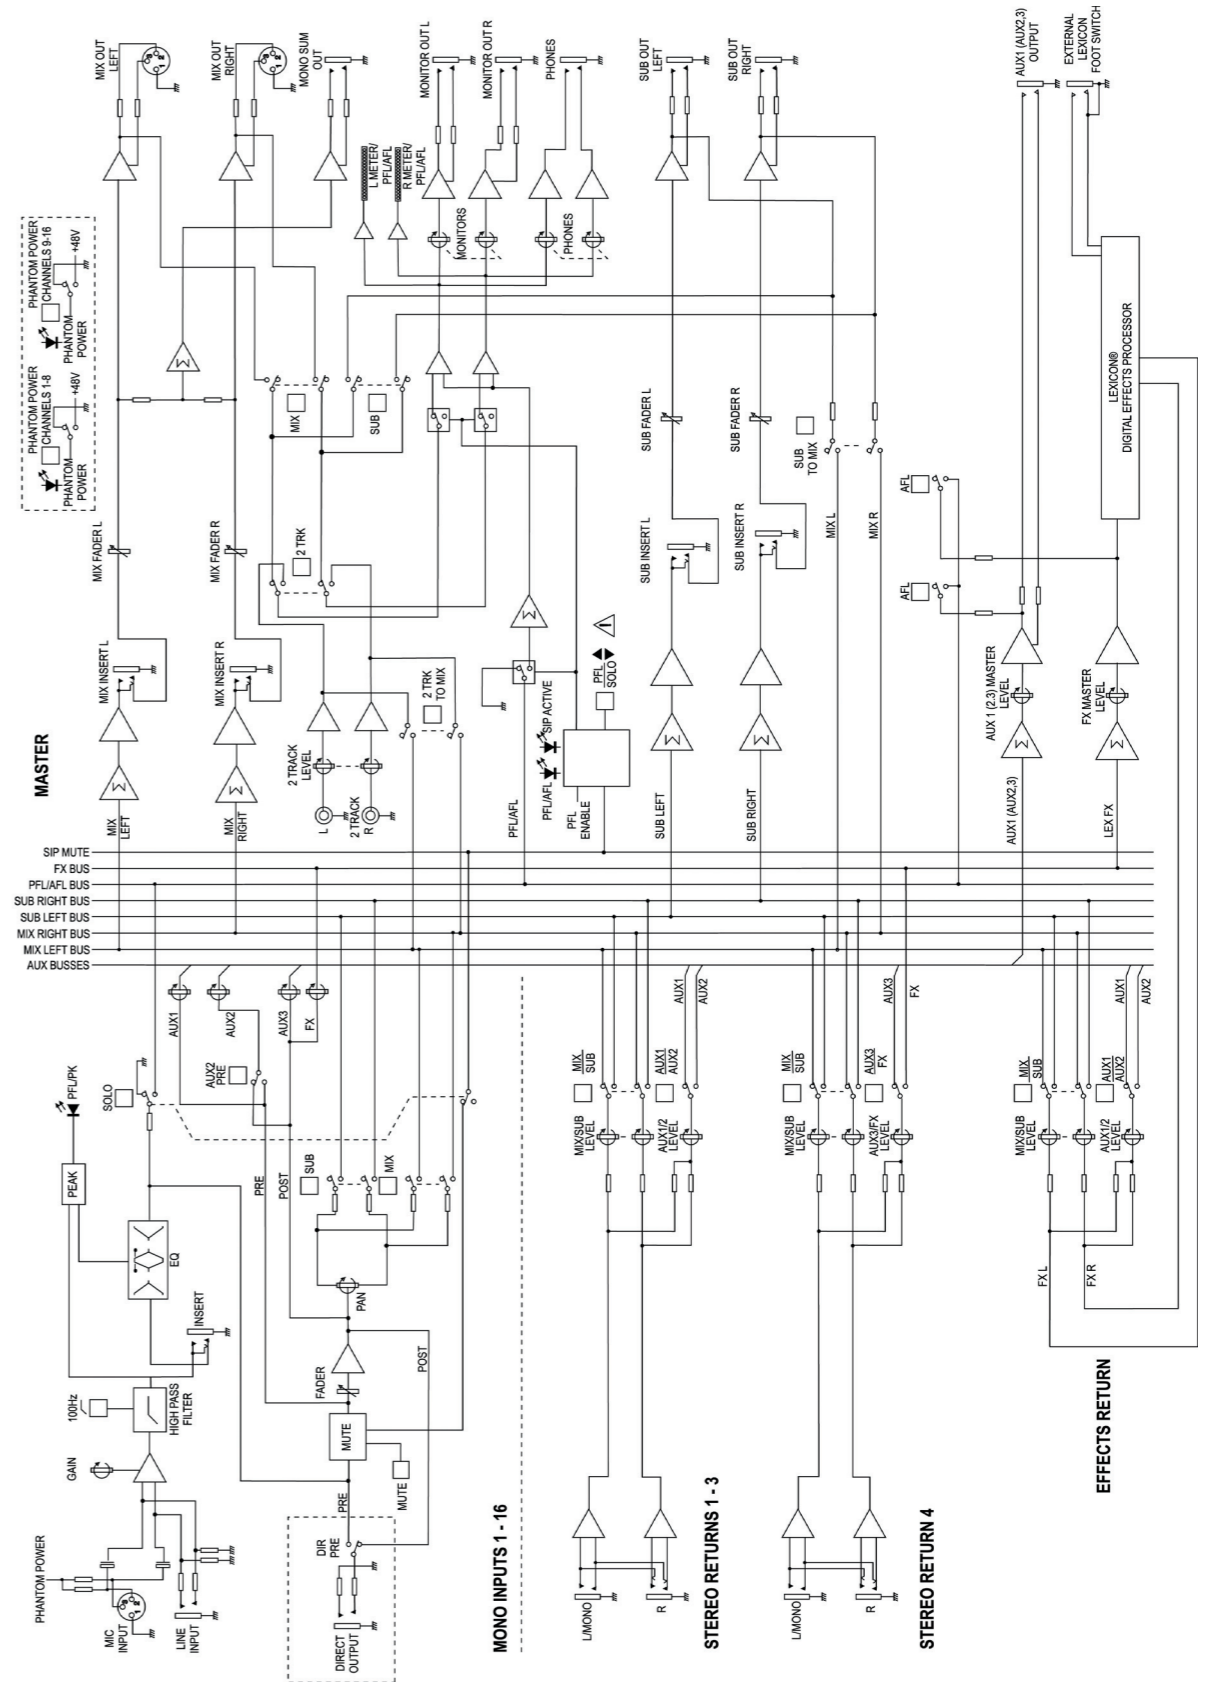 MASTER
PHANTOM POWER
CHANNELS 1-8
+48V
PHANTOM
POWER
PHANTOM POWER
CHANNELS 9-16
+48V
PHANTOM
POWER
MIX
LEFT
MIX INSERT L
MIX FADER L
MIX OUT
LEFT
3
2
1
Σ
MIX
RIGHT
MIX INSERT R
MIX FADER R
MIX OUT
RIGHT
3
2
1
Σ
Σ
MONO SUM
OUT
L METER/
PFL/AFL
R METER/
PFL/AFL
MONITOR OUT L
MONITOR OUT R
MONITORS
PHONES
PHONES
2 TRACK
LEVEL
L
2 TRACK
R
2 TRK
TO MIX
2 TRK
MIX
SUB
PFL/AFL
Σ
PFL/AFL
SIP ACTIVE
PFL
ENABLE
PFL
SOLO
SUB LEFT
Σ
SUB INSERT L
SUB FADER L
SUB OUT
LEFT
SUB RIGHT
Σ
SUB INSERT R
SUB FADER R
SUB OUT
RIGHT
SUB
TO MIX
MIX L
MIX R
AUX1 (AUX2,3)
Σ
AUX 1 (2,3) MASTER
LEVEL
AFL
AFL
AUX1 (AUX2,3)
OUTPUT
EXTERNAL
LEXICON
FOOT SWITCH
LEX FX
Σ
FX MASTER
LEVEL
LEXICON®
DIGITAL EFFECTS PROCESSOR
SIP MUTE
FX BUS
PFL/AFL BUS
SUB RIGHT BUS
SUB LEFT BUS
MIX RIGHT BUS
MIX LEFT BUS
AUX BUSSES
PHANTOM POWER
MIC
INPUT
3
2
1
LINE
INPUT
GAIN
100Hz
HIGH PASS
FILTER
INSERT
EQ
PEAK
PFL/PK
SOLO
AUX1
AUX2
AUX3
FX
AUX2
PRE
PRE
POST
SUB
MIX
PAN
FADER
POST
MUTE
MUTE
PRE
DIR
PRE
DIRECT
OUTPUT
MONO INPUTS 1 - 16
L/MONO
R
MIX/SUB
LEVEL
AUX1/2
LEVEL
MIX
SUB
AUX1
AUX2
AUX1
AUX2
STEREO RETURNS 1 - 3
L/MONO
R
MIX/SUB
LEVEL
AUX3/FX
LEVEL
MIX
SUB
AUX3
FX
AUX3
FX
STEREO RETURN 4
FX L
FX R
MIX/SUB
LEVEL
AUX1/2
LEVEL
MIX
SUB
AUX1
AUX2
AUX1
AUX2
EFFECTS RETURN